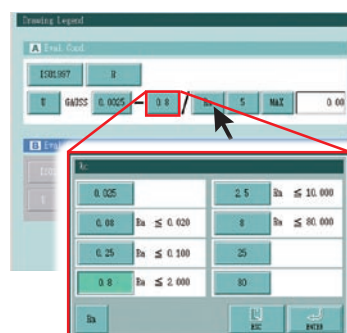 Drawing Legend
A Eval. Cond.
ISO1997 R
U GAUSS 0.0025 – 0.8 / Ra 5 MAX 0.00
B Eval
λc
0.025 2.5 Ra ≤ 10.000
0.08 Ra ≤ 0.020 8 Ra ≤ 80.000
0.25 Ra ≤ 0.100 25
0.8 Ra ≤ 2.000 80
Ra ESC ENTER